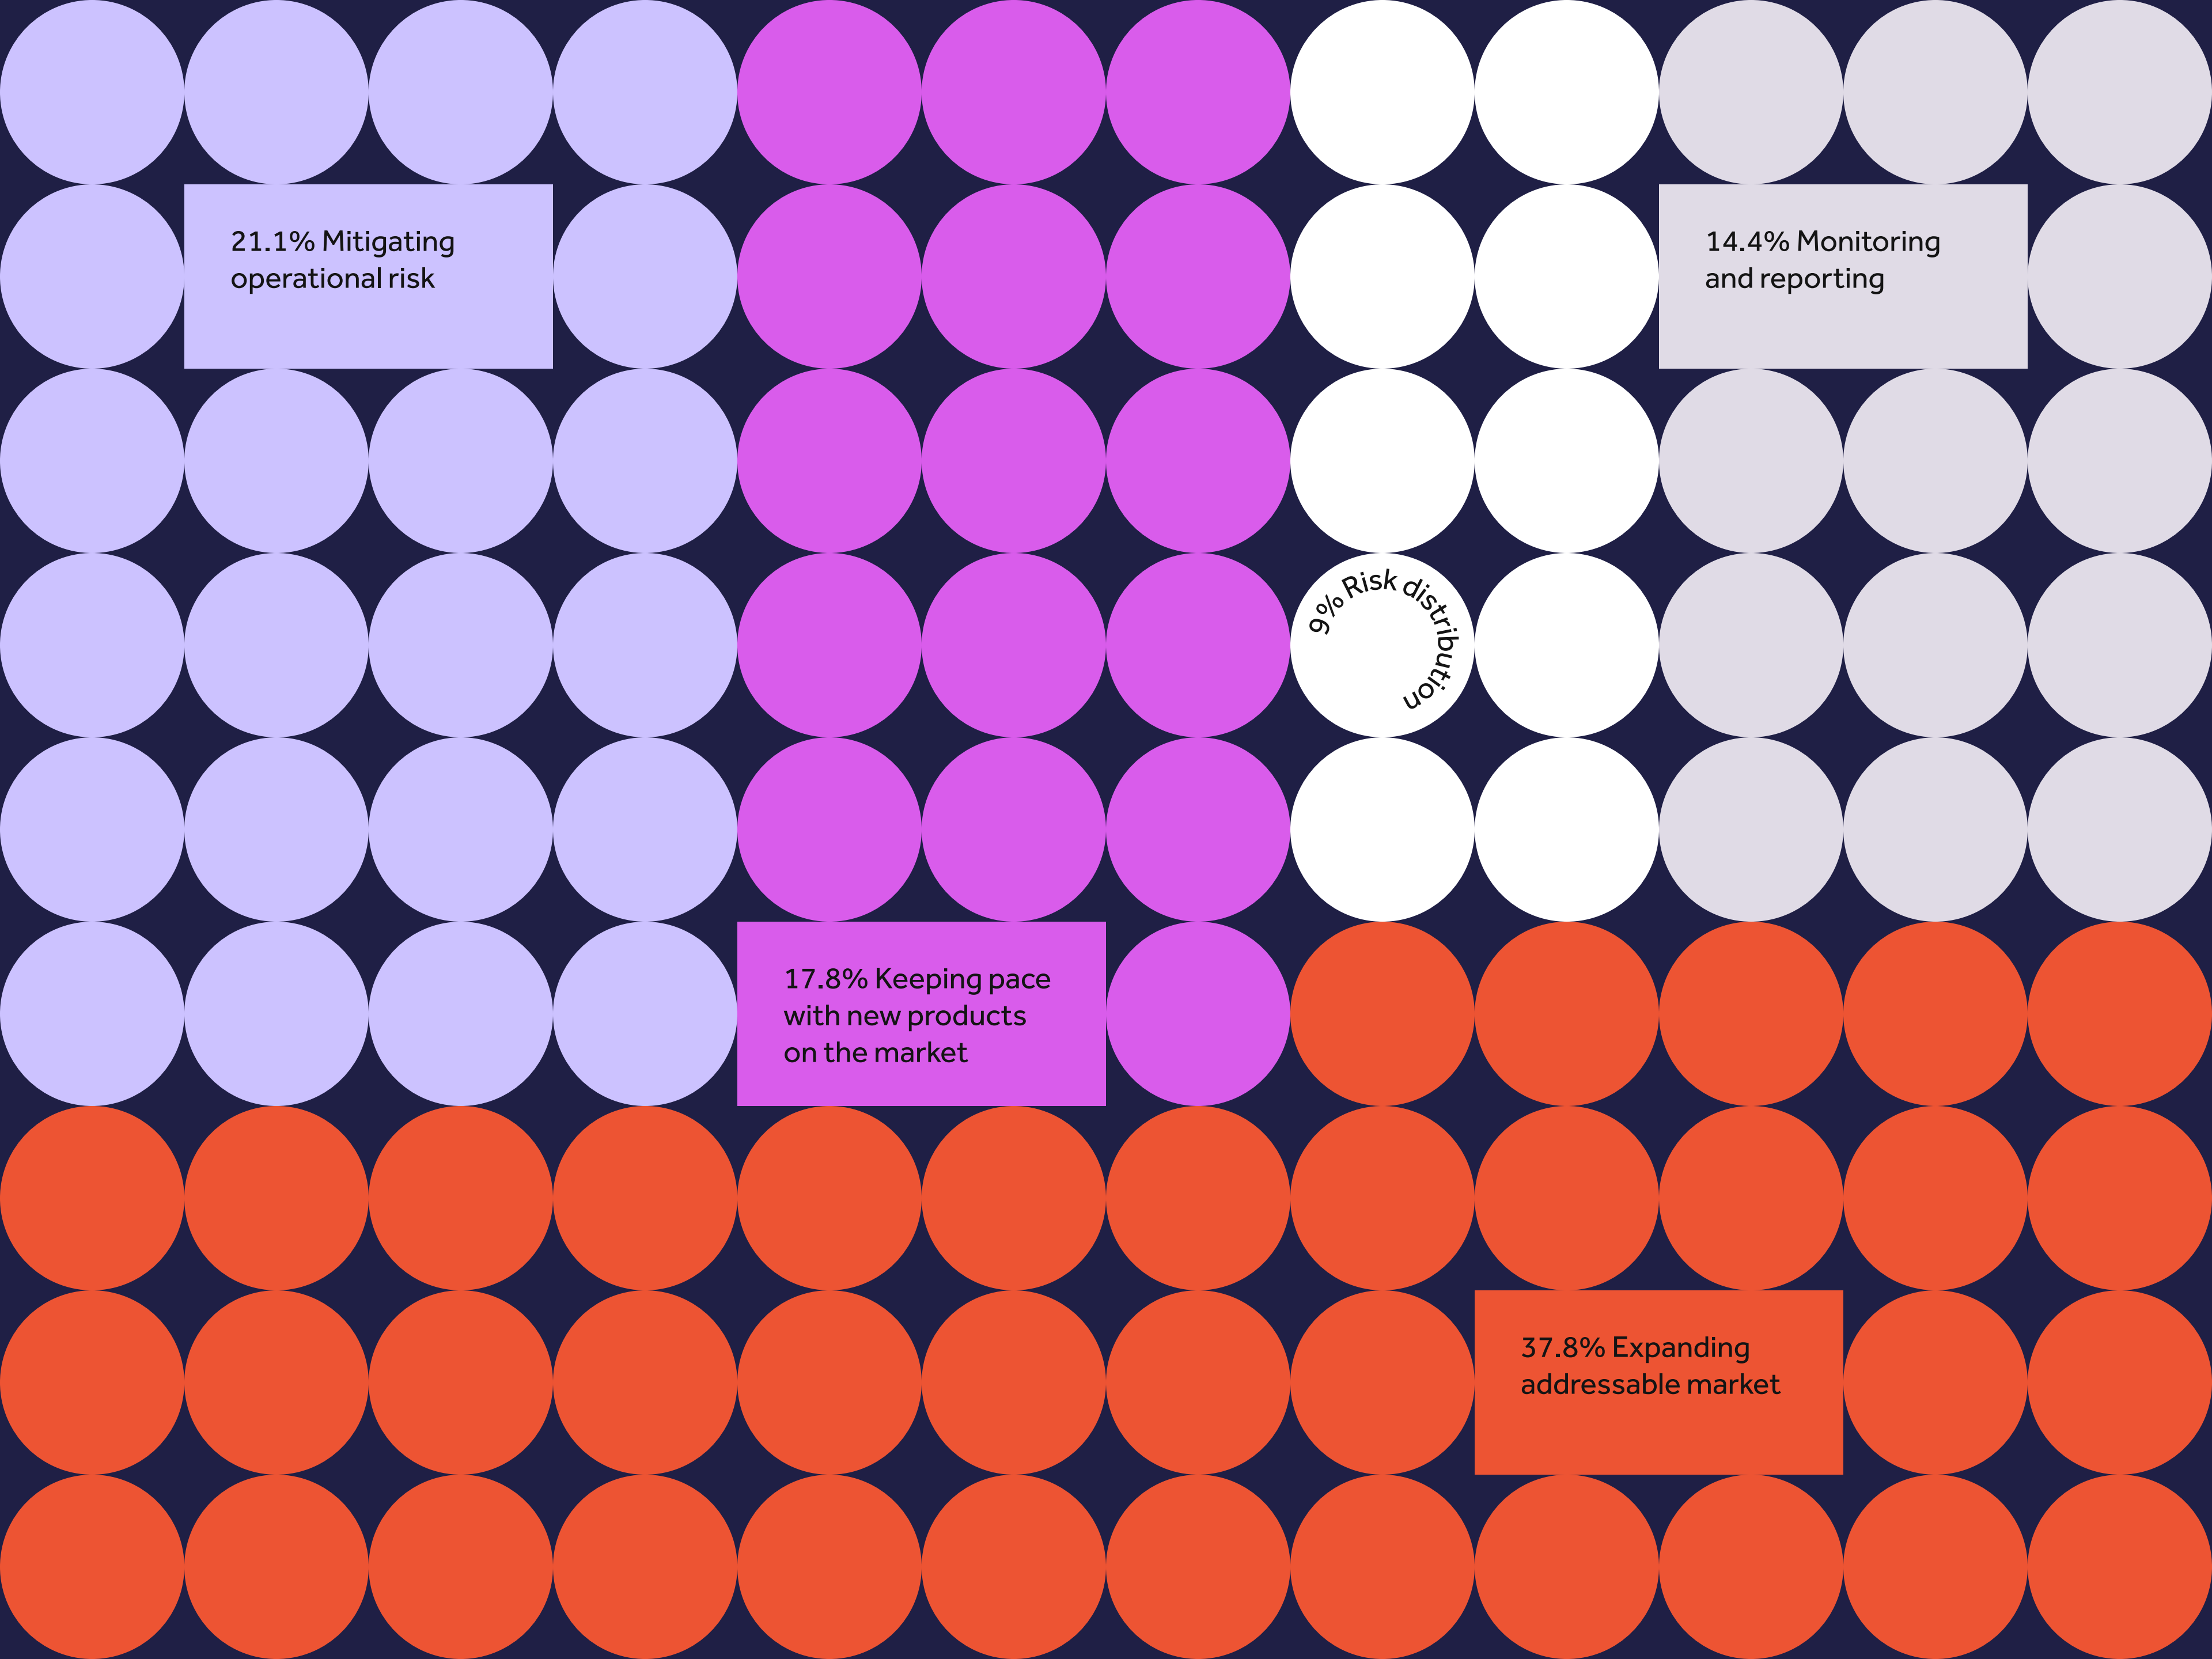 21.1% Mitigating
operational risk
14.4% Monitoring
and reporting
9% Risk distribution
17.8% Keeping pace
with new products
on the market
37.8% Expanding
addressable market